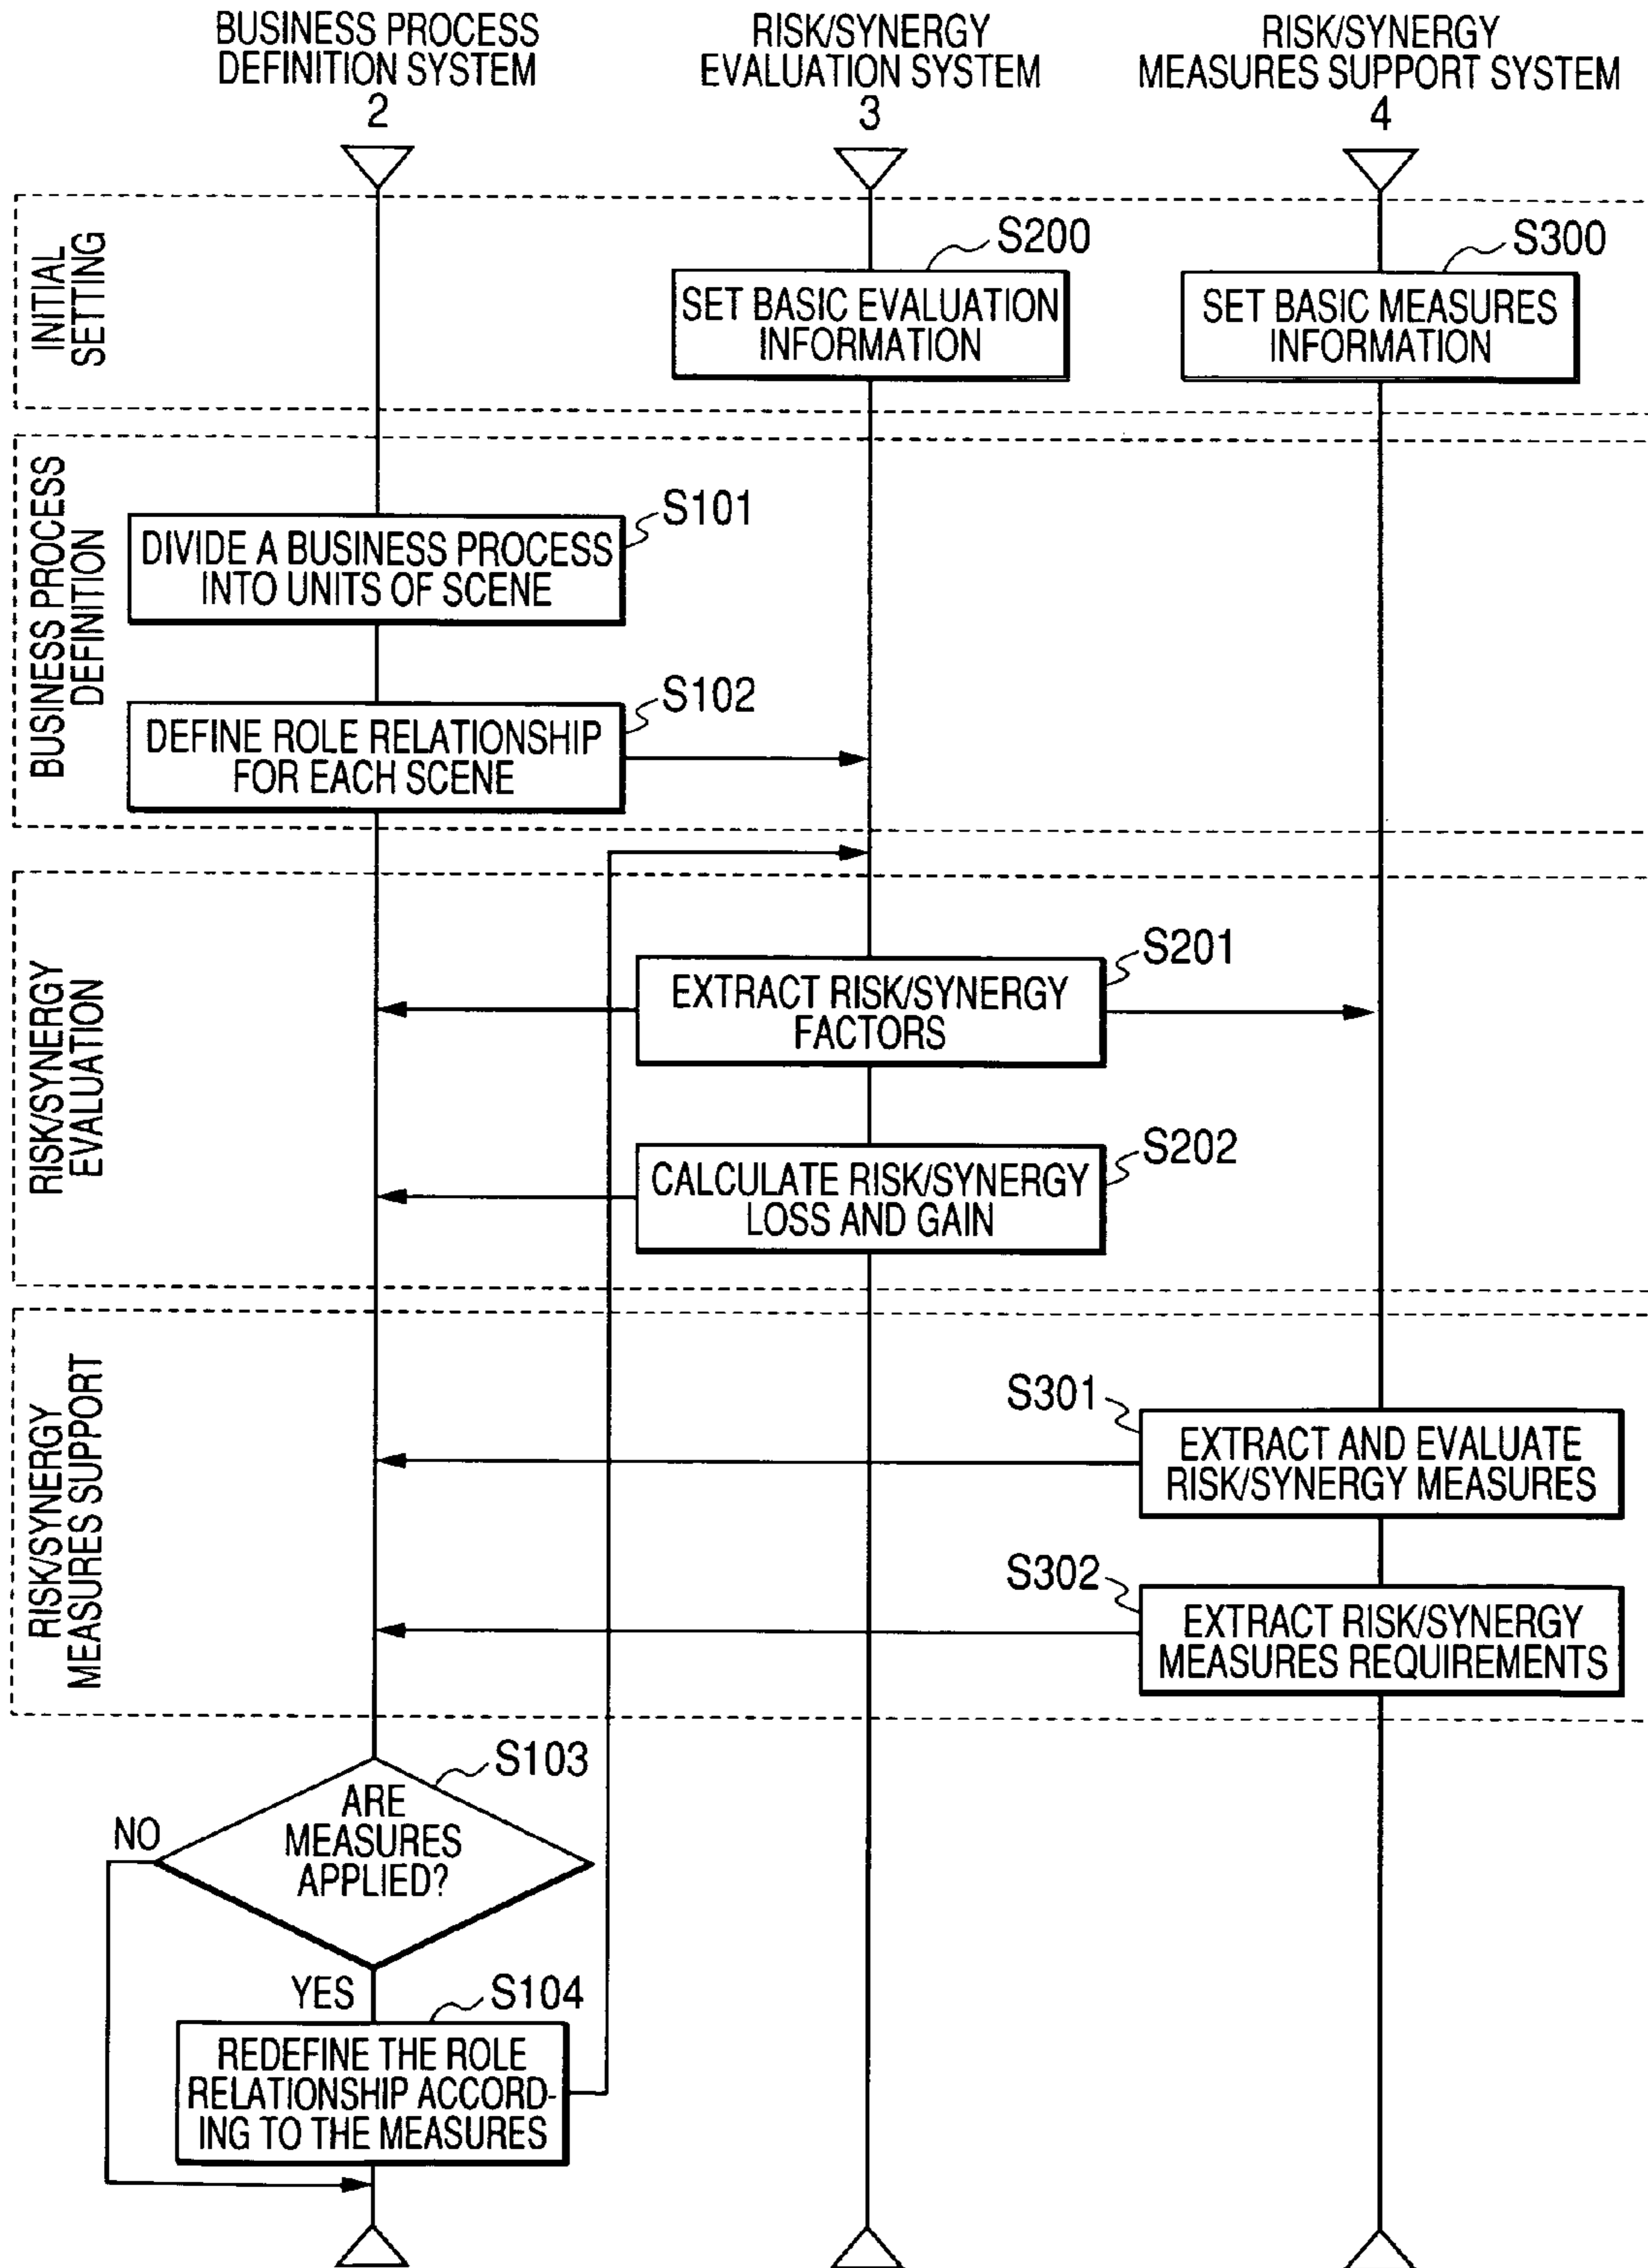 BUSINESS PROCESS
DEFINITION SYSTEM
2
RISK/SYNERGY
EVALUATION SYSTEM
3
RISK/SYNERGY
MEASURES SUPPORT SYSTEM
4
INITIAL
SETTING
S200
SET BASIC EVALUATION
INFORMATION
S300
SET BASIC MEASURES
INFORMATION
BUSINESS PROCESS
DEFINITION
S101
DIVIDE A BUSINESS PROCESS
INTO UNITS OF SCENE
S102
DEFINE ROLE RELATIONSHIP
FOR EACH SCENE
RISK/SYNERGY
EVALUATION
S201
EXTRACT RISK/SYNERGY
FACTORS
S202
CALCULATE RISK/SYNERGY
LOSS AND GAIN
RISK/SYNERGY
MEASURES SUPPORT
S301
EXTRACT AND EVALUATE
RISK/SYNERGY MEASURES
S302
EXTRACT RISK/SYNERGY
MEASURES REQUIREMENTS
S103
ARE
MEASURES
APPLIED?
NO
YES
S104
REDEFINE THE ROLE
RELATIONSHIP ACCORD-
ING TO THE MEASURES